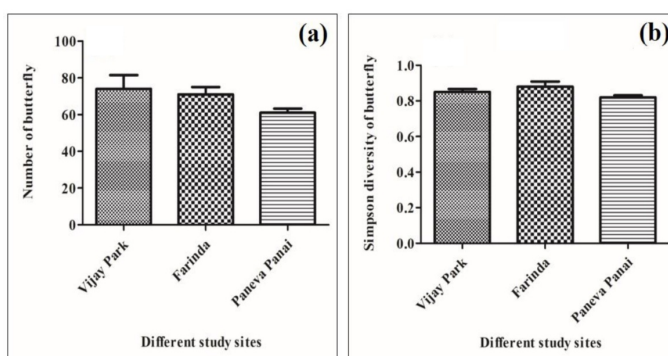 (a)
Number of butterfly
100
80
60
40
20
0
Vijay Park
Farinda
Paneva Panai
Different study sites
(b)
Simpson diversity of butterfly
1.0
0.8
0.6
0.4
0.2
0.0
Vijay Park
Farinda
Paneva Panai
Different study sites